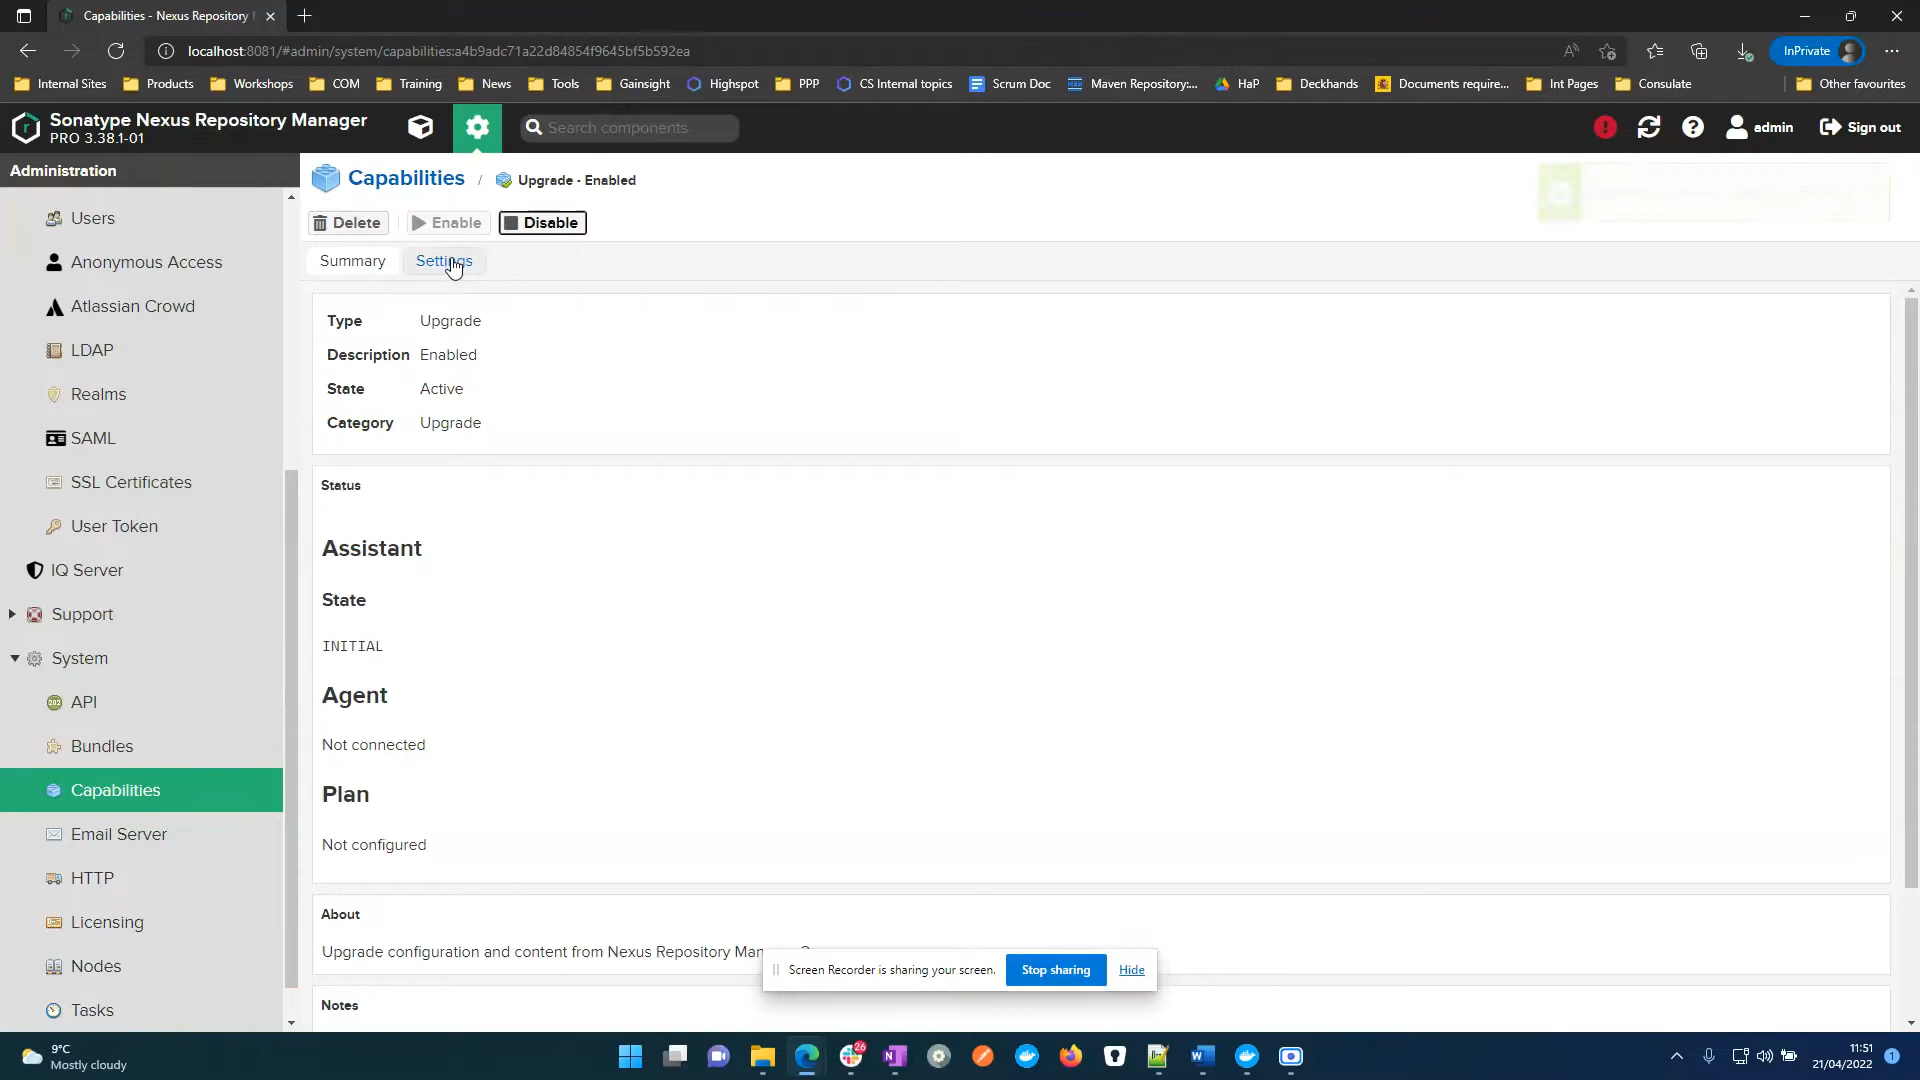 Capabilities - Nexus Repository
localhost:8081/#admin/system/capabilities:a4b9adc71a22d84854f9645bf5b592ea
InPrivate
Internal Sites
Products
Workshops
COM
Training
News
Tools
Gainsight
Highspot
PPP
CS Internal topics
Scrum Doc
Maven Repository:...
HaP
Deckhands
Documents require...
Int Pages
Consulate
Other favourites
Sonatype Nexus Repository Manager
PRO 3.38.1-01
Search components
admin
Sign out
Administration
Users
Anonymous Access
Atlassian Crowd
LDAP
Realms
SAML
SSL Certificates
User Token
IQ Server
Support
System
API
Bundles
Capabilities
Email Server
HTTP
Licensing
Nodes
Tasks
Capabilities / Upgrade - Enabled
Delete
Enable
Disable
Summary
Settings
Type Upgrade
Description Enabled
State Active
Category Upgrade
Status
Assistant
State
INITIAL
Agent
Not connected
Plan
Not configured
About
Upgrade configuration and content from Nexus Repository
Notes
Screen Recorder is sharing your screen.
Stop sharing
Hide
9°C
Mostly cloudy
26
11:51
21/04/2022
1